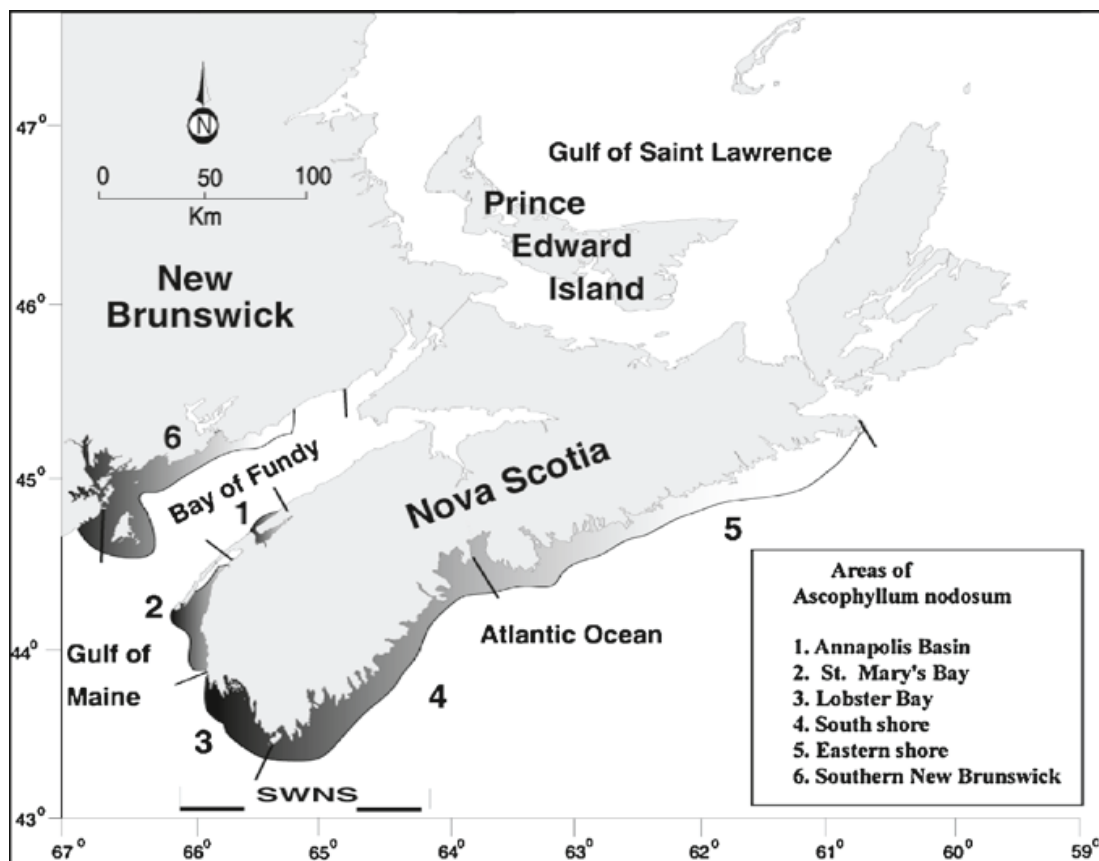 N
0 50 100
Km
47°
46°
45°
44°
43°
Gulf of Saint Lawrence
Prince
Edward
Island
New
Brunswick
6
Bay of Fundy
1
Nova Scotia
5
2
Gulf of
Maine
Atlantic Ocean
4
3
SWNS
Areas of
Ascophyllum nodosum
1. Annapolis Basin
2. St. Mary's Bay
3. Lobster Bay
4. South shore
5. Eastern shore
6. Southern New Brunswick
67° 66° 65° 64° 63° 62° 61° 60° 59°